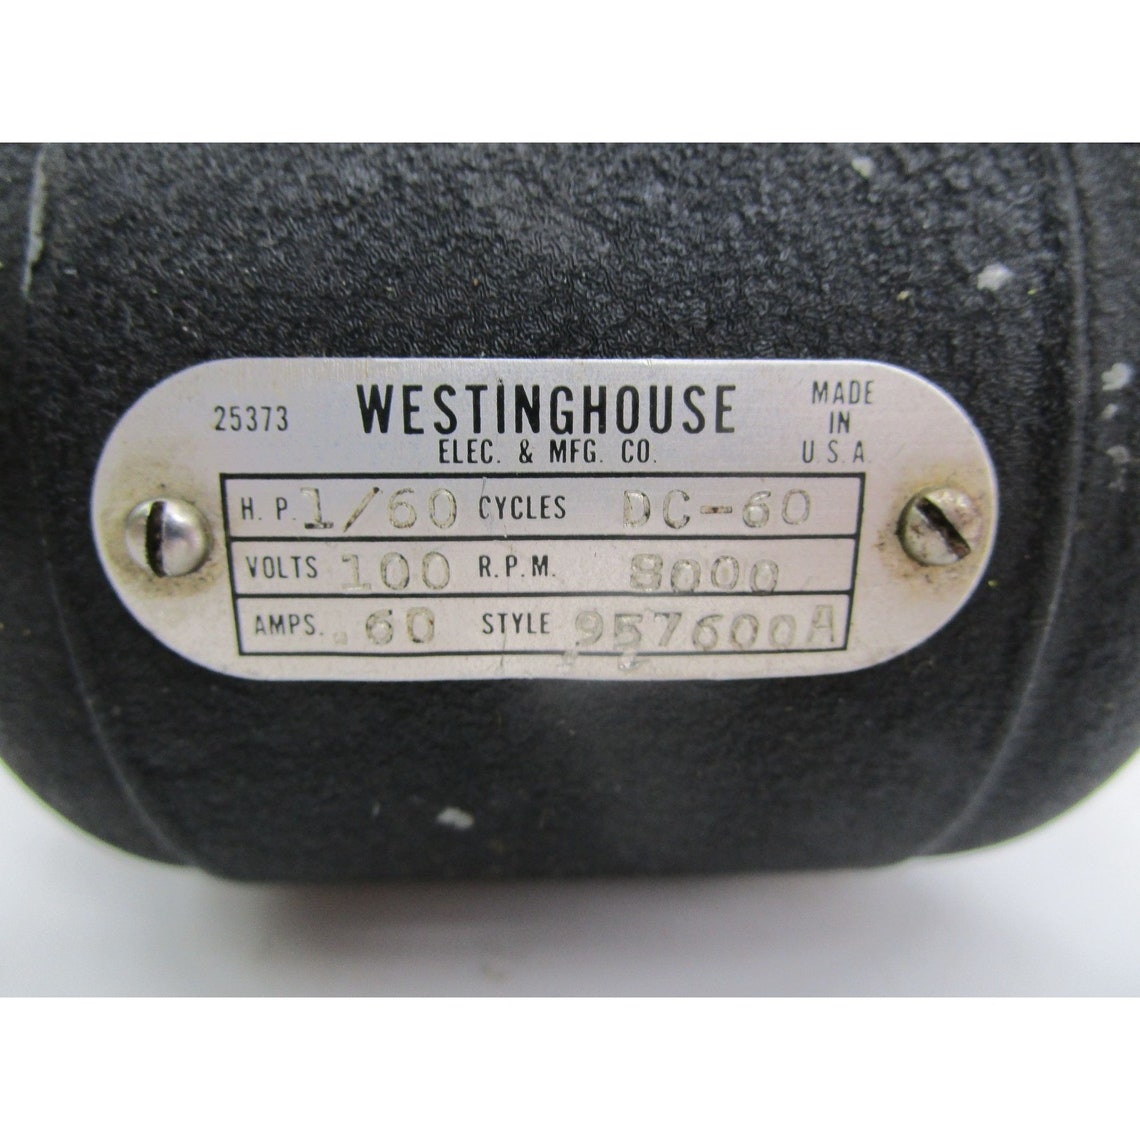 25373 WESTINGHOUSE MADE
ELEC. & MFG. CO. IN
U.S.A.
H. P. 1/60 CYCLES DC-60
VOLTS 100 R.P.M. 8000
AMPS. .60 STYLE 957600A